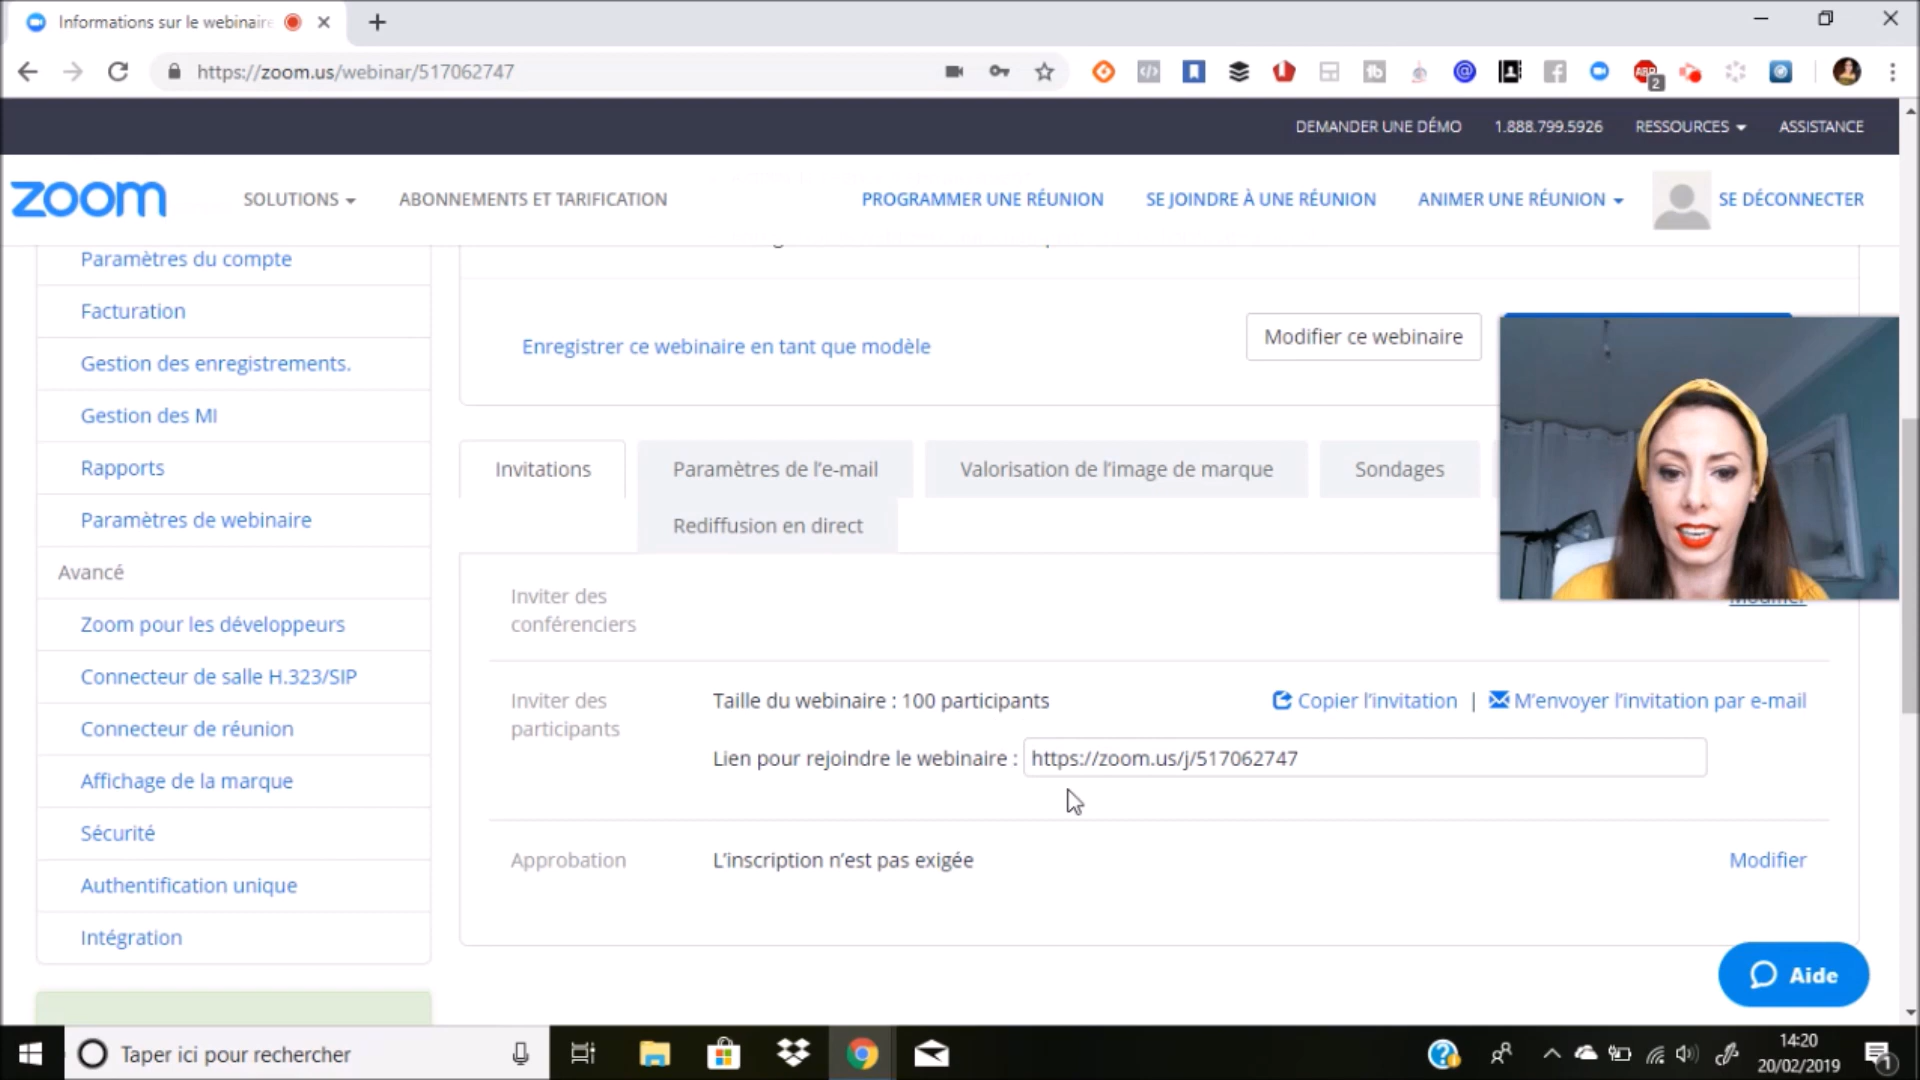 Informations sur le webinaire
https://zoom.us/webinar/517062747
ABP
2
DEMANDER UNE DÉMO 1.888.799.5926 RESSOURCES ASSISTANCE
zoom SOLUTIONS ABONNEMENTS ET TARIFICATION PROGRAMMER UNE RÉUNION SE JOINDRE À UNE RÉUNION ANIMER UNE RÉUNION SE DÉCONNECTER
Paramètres du compte
Facturation
Gestion des enregistrements.
Gestion des MI
Rapports
Paramètres de webinaire
Avancé
Zoom pour les développeurs
Connecteur de salle H.323/SIP
Connecteur de réunion
Affichage de la marque
Sécurité
Authentification unique
Intégration
Enregistrer ce webinaire en tant que modèle
Modifier ce webinaire
Invitations Paramètres de l'e-mail Valorisation de l'image de marque Sondages
Rediffusion en direct
Inviter des
conférenciers
Modifier
Inviter des
participants
Taille du webinaire : 100 participants
Copier l'invitation | M'envoyer l'invitation par e-mail
Lien pour rejoindre le webinaire : https://zoom.us/j/517062747
Approbation L'inscription n'est pas exigée Modifier
Aide
Taper ici pour rechercher
14:20
20/02/2019
1